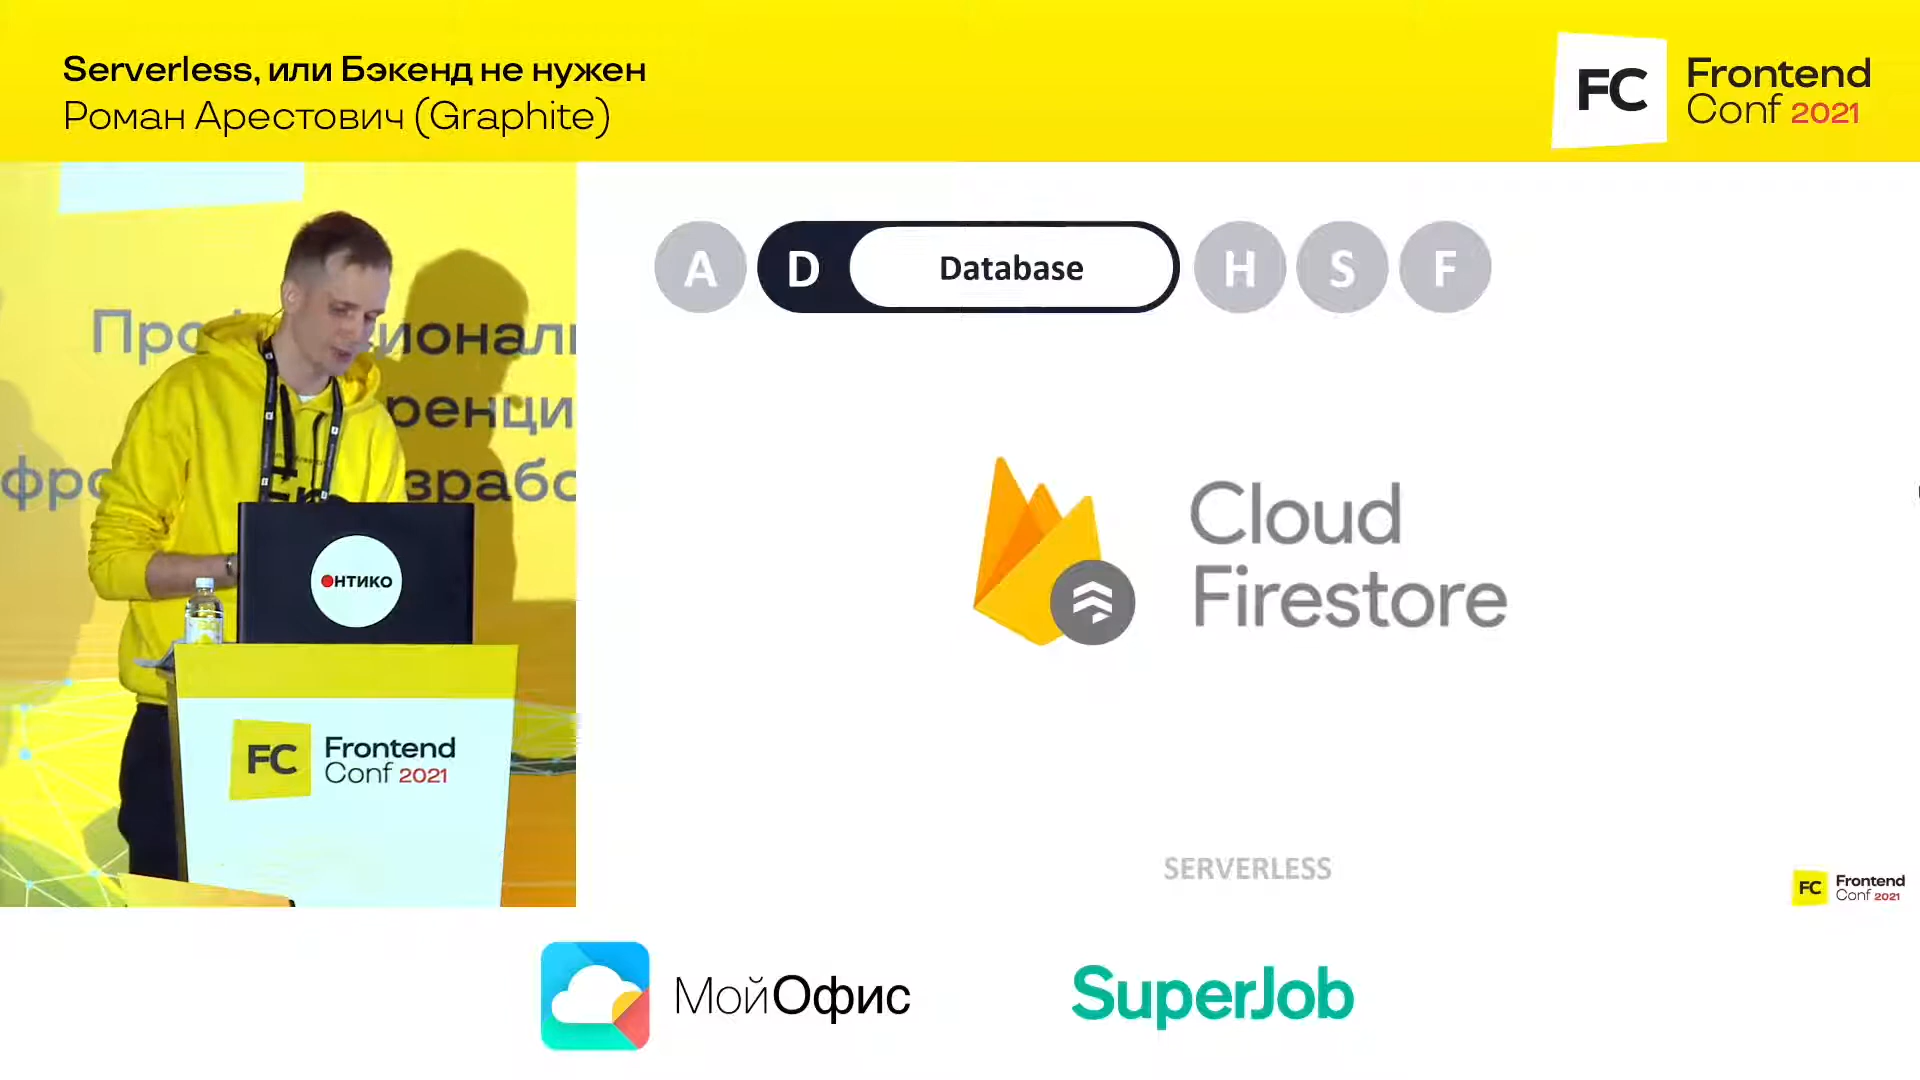 Serverless, или Бэкенд не нужен
Роман Арестович (Graphite)
FC
Frontend
Conf 2021
A
D
Database
H
S
F
Cloud
Firestore
SERVERLESS
FC
Frontend
Conf 2021
ОНТИКО
FC
Frontend
Conf 2021
МойОфис
SuperJob